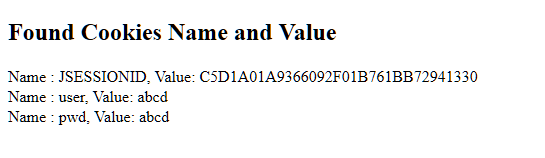 Found Cookies Name and Value
Name : JSESSIONID, Value: C5D1A01A9366092F01B761BB72941330
Name : user, Value: abcd
Name : pwd, Value: abcd